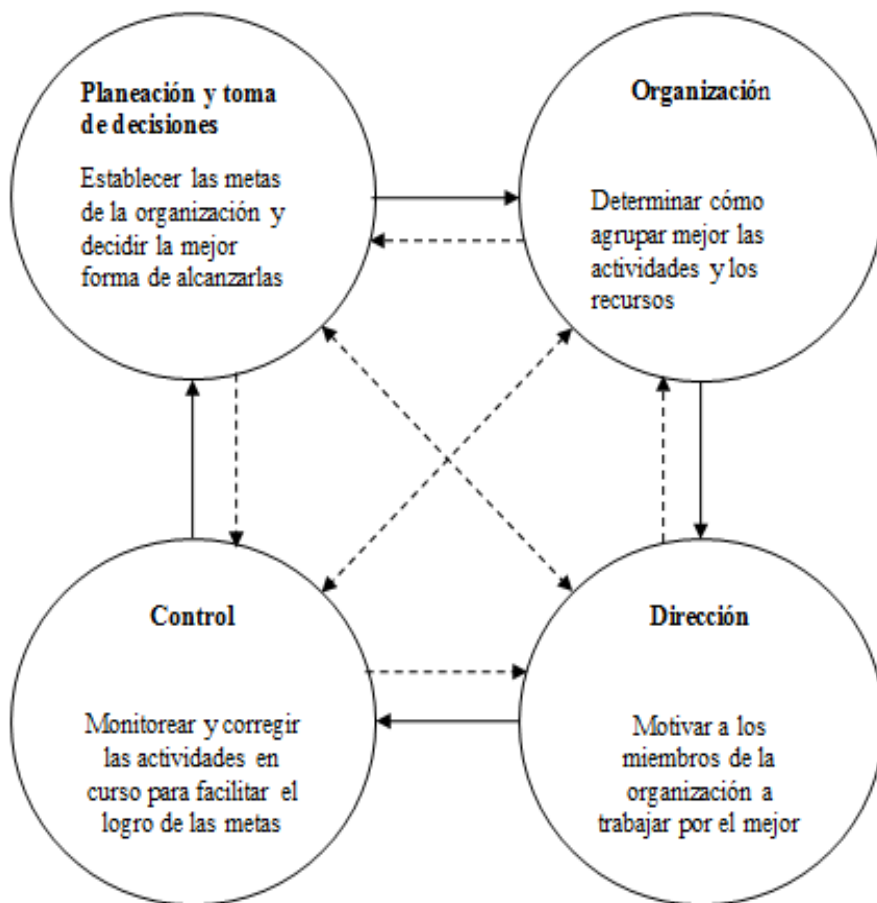 Planeación y toma
de decisiones
Establecer las metas
de la organización y
decidir la mejor
forma de alcanzarlas
Organización
Determinar cómo
agrupar mejor las
actividades y los
recursos
Control
Monitorear y corregir
las actividades en
curso para facilitar el
logro de las metas
Dirección
Motivar a los
miembros de la
organización a
trabajar por el mejor